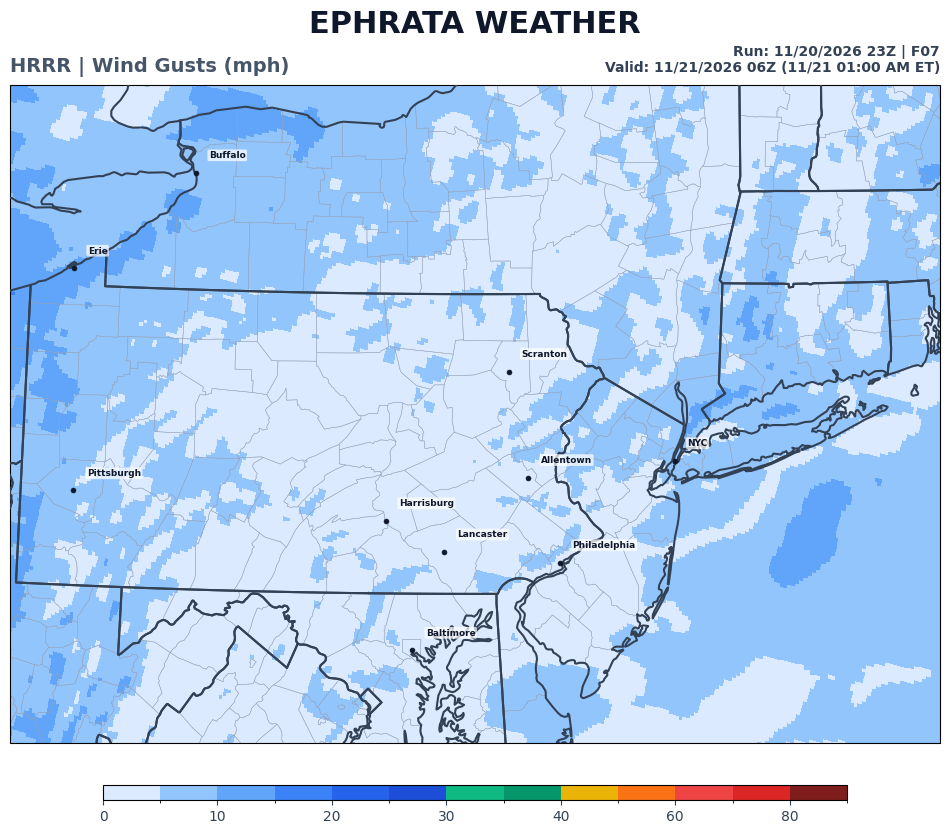 EPHRATA WEATHER
HRRR | Wind Gusts (mph)
Run: 11/20/2026 23Z | F07
Valid: 11/21/2026 06Z (11/21 01:00 AM ET)
Buffalo
Erie
Scranton
NYC
Allentown
Pittsburgh
Harrisburg
Lancaster
Philadelphia
Baltimore
0 10 20 30 40 60 80